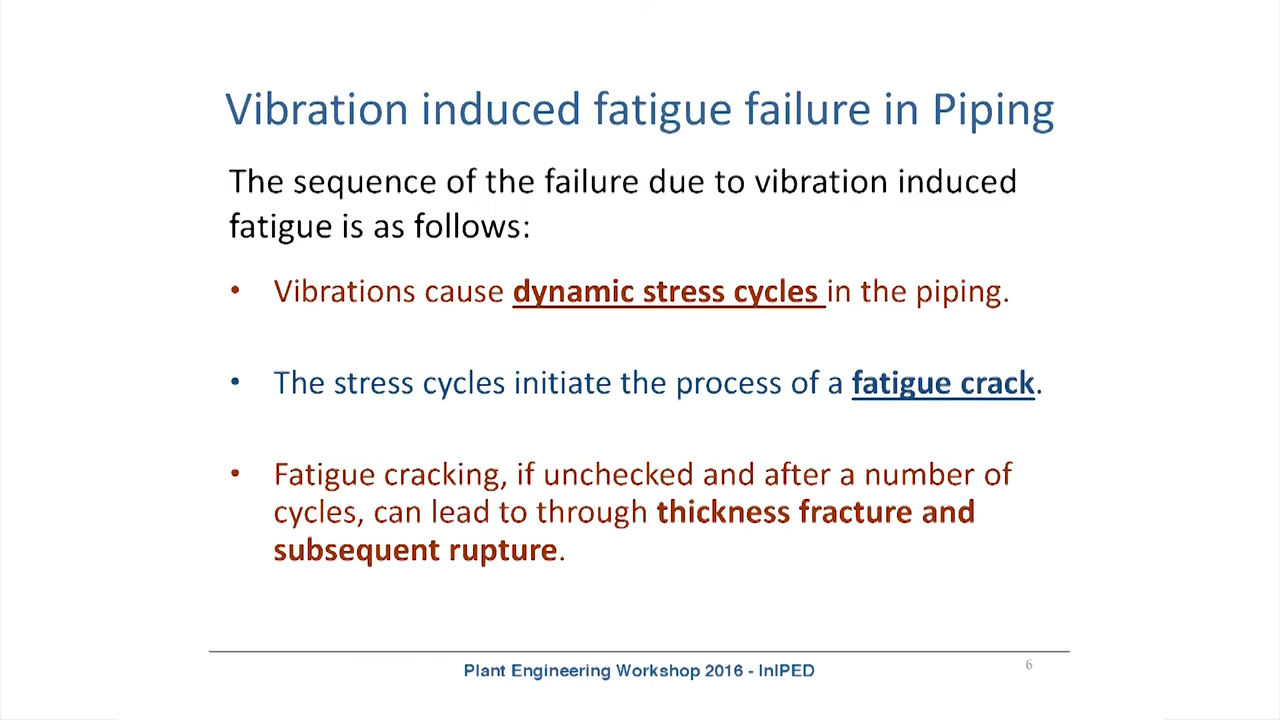 Vibration induced fatigue failure in Piping
The sequence of the failure due to vibration induced
fatigue is as follows:
• Vibrations cause dynamic stress cycles in the piping.
• The stress cycles initiate the process of a fatigue crack.
• Fatigue cracking, if unchecked and after a number of
cycles, can lead to through thickness fracture and
subsequent rupture.
Plant Engineering Workshop 2016 - InIPED
6